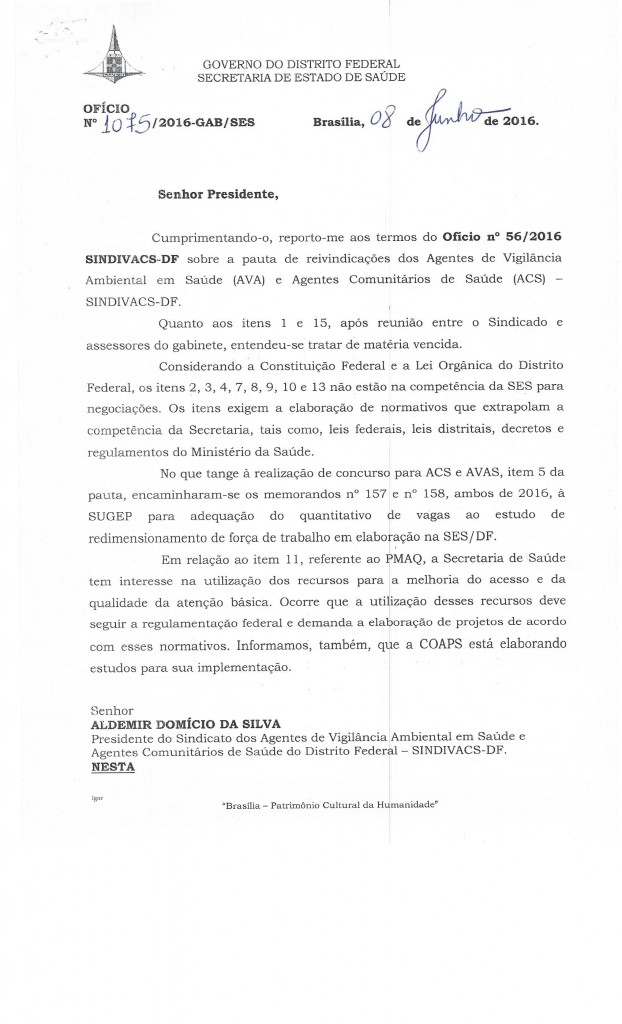 GOVERNO DO DISTRITO FEDERAL
SECRETARIA DE ESTADO DE SAÚDE
OFÍCIO
Nº 1075/2016-GAB/SES Brasília, 08 de Junho de 2016.
Senhor Presidente,
Cumprimentando-o, reporto-me aos termos do Ofício nº 56/2016
SINDIVACS-DF sobre a pauta de reivindicações dos Agentes de Vigilância
Ambiental em Saúde (AVA) e Agentes Comunitários de Saúde (ACS) –
SINDIVACS-DF.
Quanto aos itens 1 e 15, após reunião entre o Sindicado e
assessores do gabinete, entendeu-se tratar de matéria vencida.
Considerando a Constituição Federal e a Lei Orgânica do Distrito
Federal, os itens 2, 3, 4, 7, 8, 9, 10 e 13 não estão na competência da SES para
negociações. Os itens exigem a elaboração de normativos que extrapolam a
competência da Secretaria, tais como, leis federais, leis distritais, decretos e
regulamentos do Ministério da Saúde.
No que tange à realização de concurso para ACS e AVAS, item 5 da
pauta, encaminharam-se os memorandos nº 157 e nº 158, ambos de 2016, à
SUGEP para adequação do quantitativo de vagas ao estudo de
redimensionamento de força de trabalho em elaboração na SES/DF.
Em relação ao item 11, referente ao PMAQ, a Secretaria de Saúde
tem interesse na utilização dos recursos para a melhoria do acesso e da
qualidade da atenção básica. Ocorre que a utilização desses recursos deve
seguir a regulamentação federal e demanda a elaboração de projetos de acordo
com esses normativos. Informamos, também, que a COAPS está elaborando
estudos para sua implementação.
Senhor
ALDEMIR DOMÍCIO DA SILVA
Presidente do Sindicato dos Agentes de Vigilância Ambiental em Saúde e
Agentes Comunitários de Saúde do Distrito Federal – SINDIVACS-DF.
NESTA
Igor
"Brasília – Patrimônio Cultural da Humanidade"